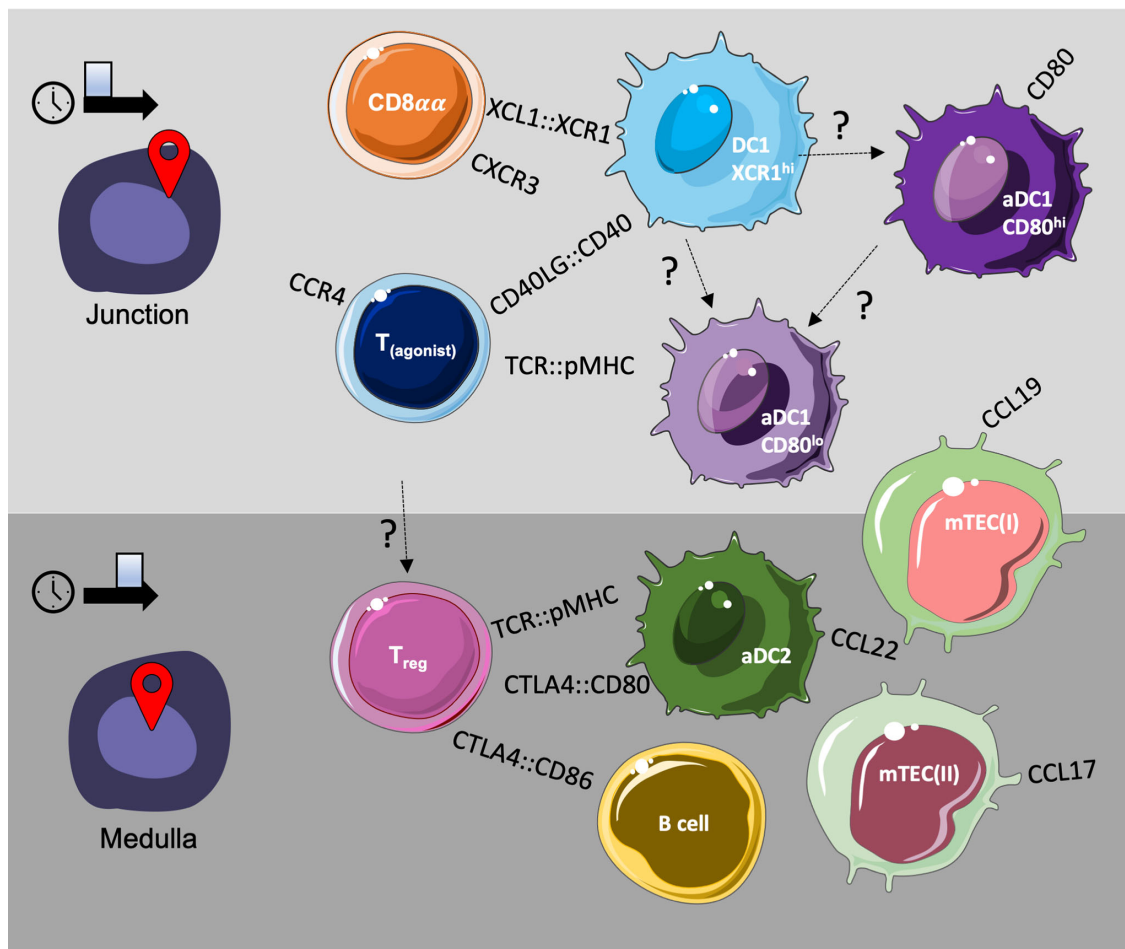 CD8αα
XCL1::XCR1
CXCR3
DC1
XCR1hi
?
CD80
aDC1
CD80hi
Junction
CCR4
T(agonist)
CD40LG::CD40
TCR::pMHC
?
?
aDC1
CD80lo
CCL19
mTEC(I)
?
Treg
TCR::pMHC
CTLA4::CD80
CTLA4::CD86
aDC2
CCL22
B cell
mTEC(II)
CCL17
Medulla